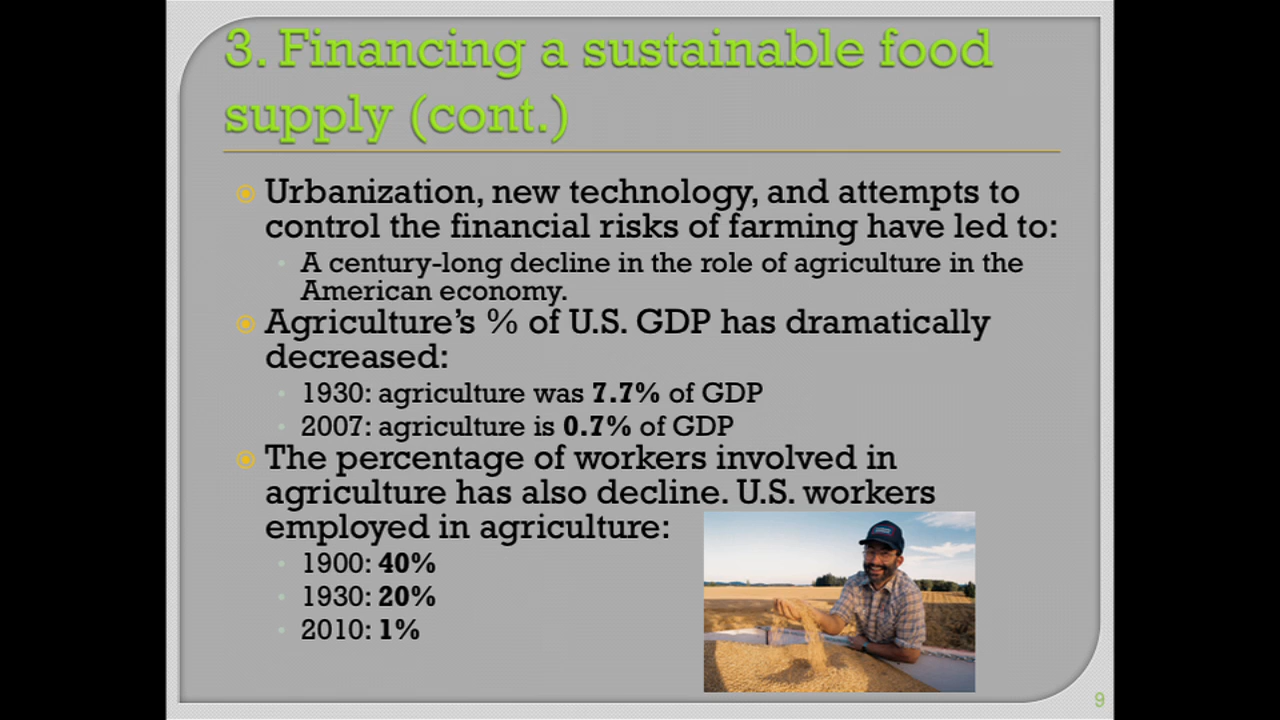 3. Financing a sustainable food
supply (cont.)
Urbanization, new technology, and attempts to
control the financial risks of farming have led to:
A century-long decline in the role of agriculture in the
American economy.
Agriculture's % of U.S. GDP has dramatically
decreased:
1930: agriculture was 7.7% of GDP
2007: agriculture is 0.7% of GDP
The percentage of workers involved in
agriculture has also decline. U.S. workers
employed in agriculture:
1900: 40%
1930: 20%
2010: 1%
9